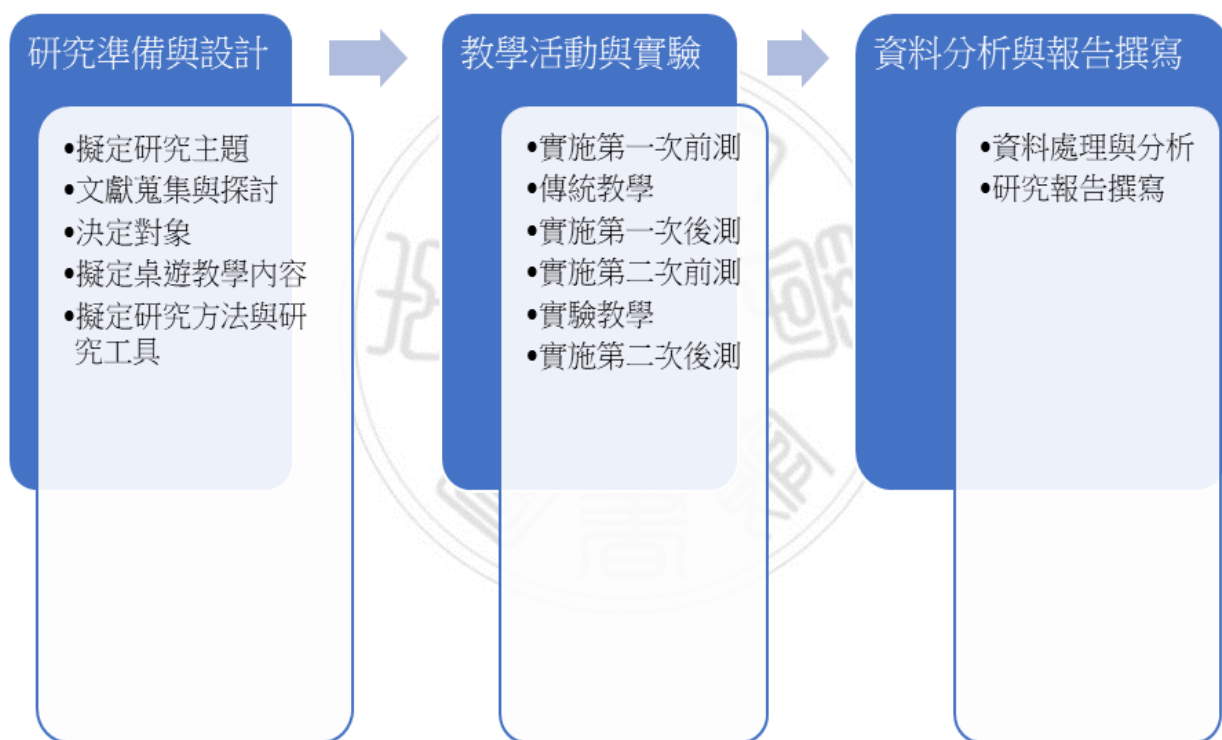 研究準備與設計
•擬定研究主題
•文獻蒐集與探討
•決定對象
•擬定桌遊教學內容
•擬定研究方法與研
究工具
教學活動與實驗
•實施第一次前測
•傳統教學
•實施第一次後測
•實施第二次前測
•實驗教學
•實施第二次後測
資料分析與報告撰寫
•資料處理與分析
•研究報告撰寫